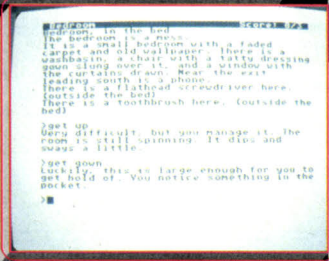 Bedroom Score: 0/5
Bedroom, in the bed
The bedroom is a mess.
It is a small bedroom with a faded
carpet and old wallpaper. There is a
washbasin, a chair with a tatty dressing
gown slung over it, and a window with
the curtains drawn. Near the exit
leading south is a phone.
There is a flathead screwdriver here.
(outside the bed)
There is a toothbrush here. (outside the
bed)
>get up
Very difficult, but you manage it. The
room is still spinning. It dips and
sways a little.
>get gown
Luckily, this is large enough for you to
get hold of. You notice something in the
pocket.
>